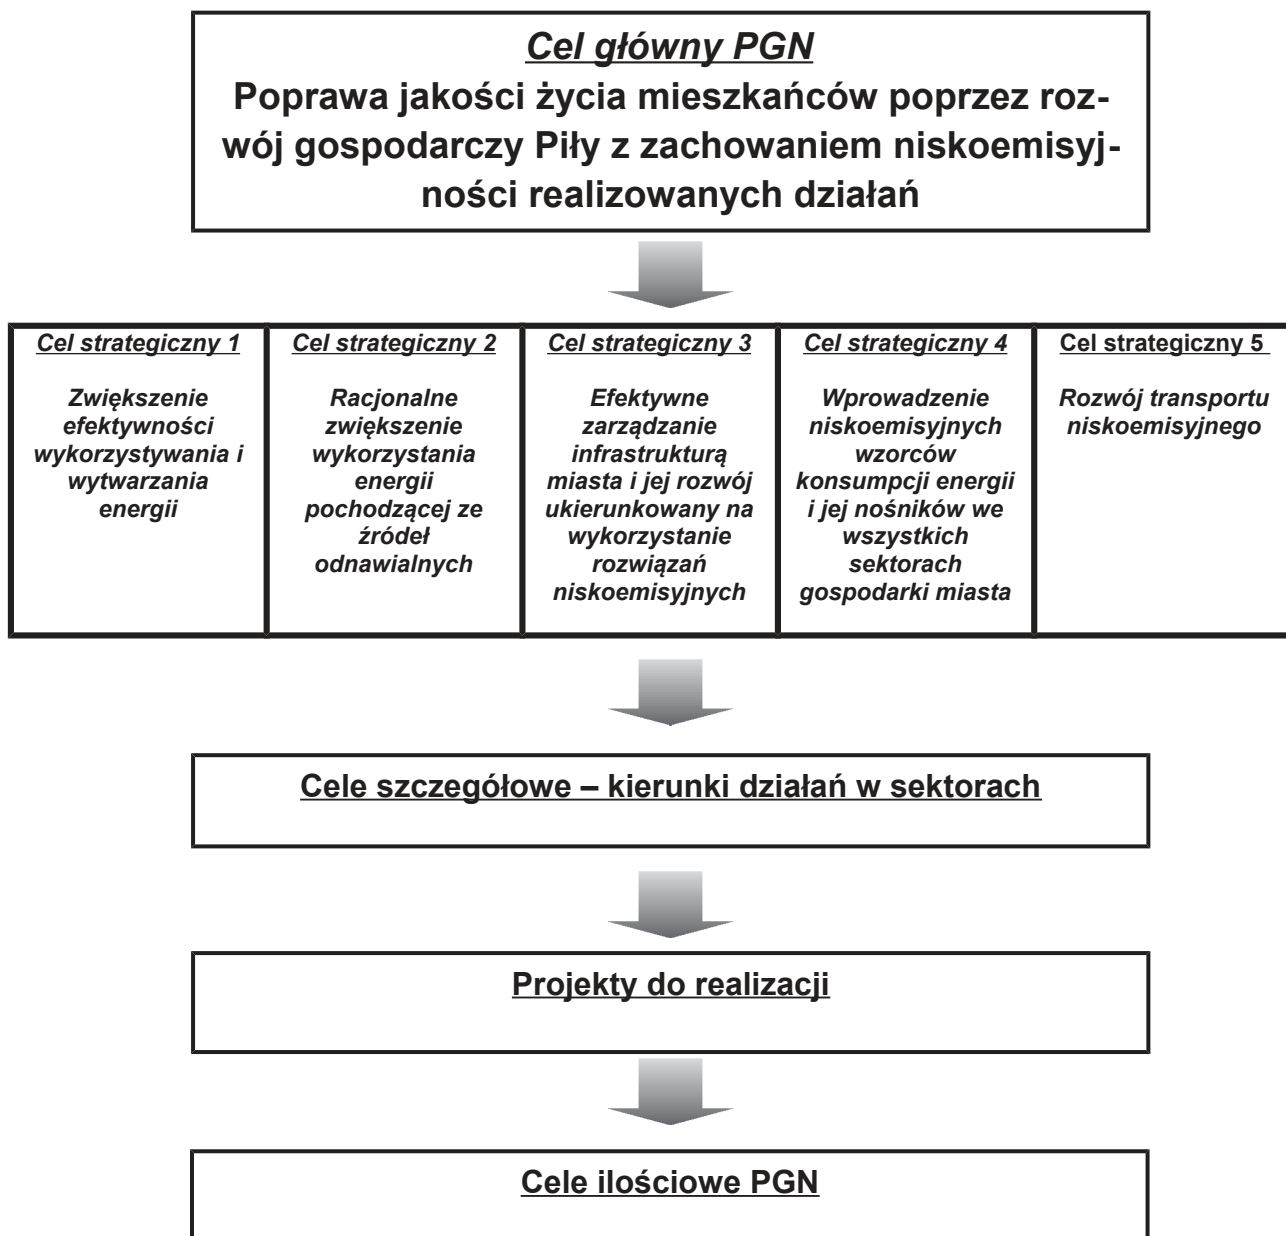 Cel główny PGN
Poprawa jakości życia mieszkańców poprzez roz-
wój gospodarczy Piły z zachowaniem niskoemisyj-
ności realizowanych działań
Cel strategiczny 1
Zwiększenie
efektywności
wykorzystywania i
wytwarzania
energii
Cel strategiczny 2
Racjonalne
zwiększenie
wykorzystania
energii
pochodzącej ze
źródeł
odnawialnych
Cel strategiczny 3
Efektywne
zarządzanie
infrastrukturą
miasta i jej rozwój
ukierunkowany na
wykorzystanie
rozwiązań
niskoemisyjnych
Cel strategiczny 4
Wprowadzenie
niskoemisyjnych
wzorców
konsumpcji energii
i jej nośników we
wszystkich
sektorach
gospodarki miasta
Cel strategiczny 5
Rozwój transportu
niskoemisyjnego
Cele szczegółowe – kierunki działań w sektorach
Projekty do realizacji
Cele ilościowe PGN